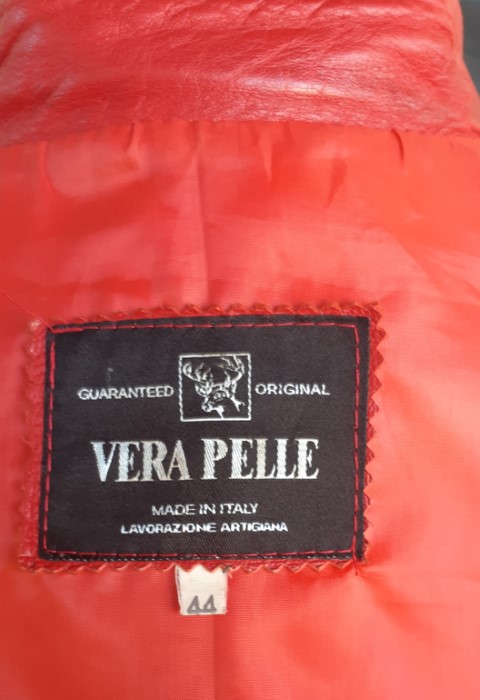 GUARANTEED ORIGINAL
VERA PELLE
MADE IN ITALY
LAVORAZIONE ARTIGIANA
44